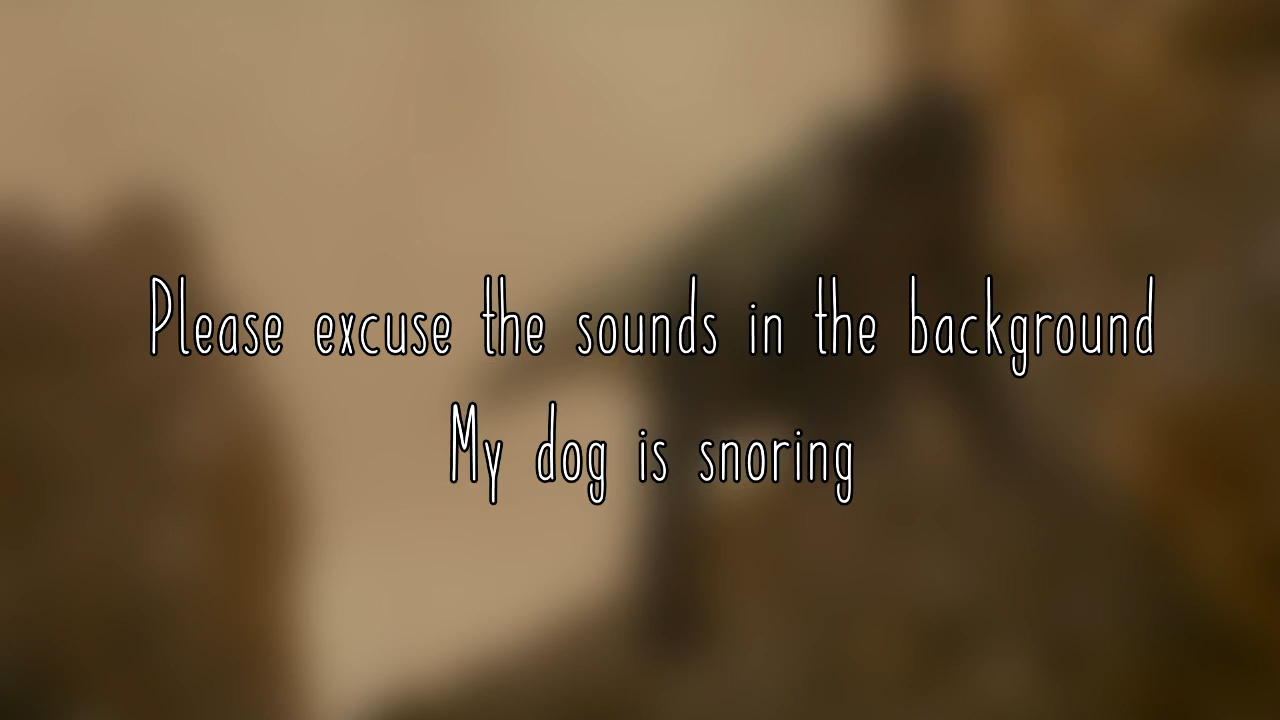 Please excuse the sounds in the background
My dog is snoring